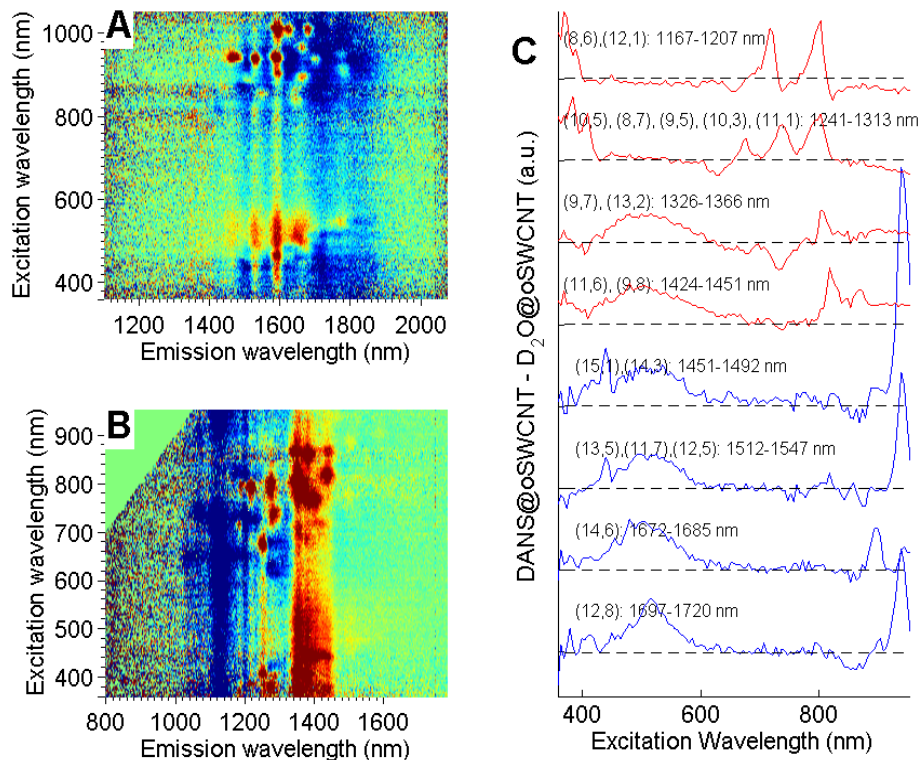 A
Excitation wavelength (nm)
1000
800
600
400
1200
1400
1600
1800
2000
Emission wavelength (nm)
B
Excitation wavelength (nm)
900
800
700
600
500
400
800
1000
1200
1400
1600
Emission wavelength (nm)
C
DANS@oSWCNT - D₂O@oSWCNT (a.u.)
(8,6),(12,1): 1167-1207 nm
(10,5), (8,7), (9,5), (10,3), (11,1): 1241-1313 nm
(9,7), (13,2): 1326-1366 nm
(11,6), (9,8): 1424-1451 nm
(15,1),(14,3): 1451-1492 nm
(13,5),(11,7),(12,5): 1512-1547 nm
(14,6): 1672-1685 nm
(12,8): 1697-1720 nm
400
600
800
Excitation Wavelength (nm)